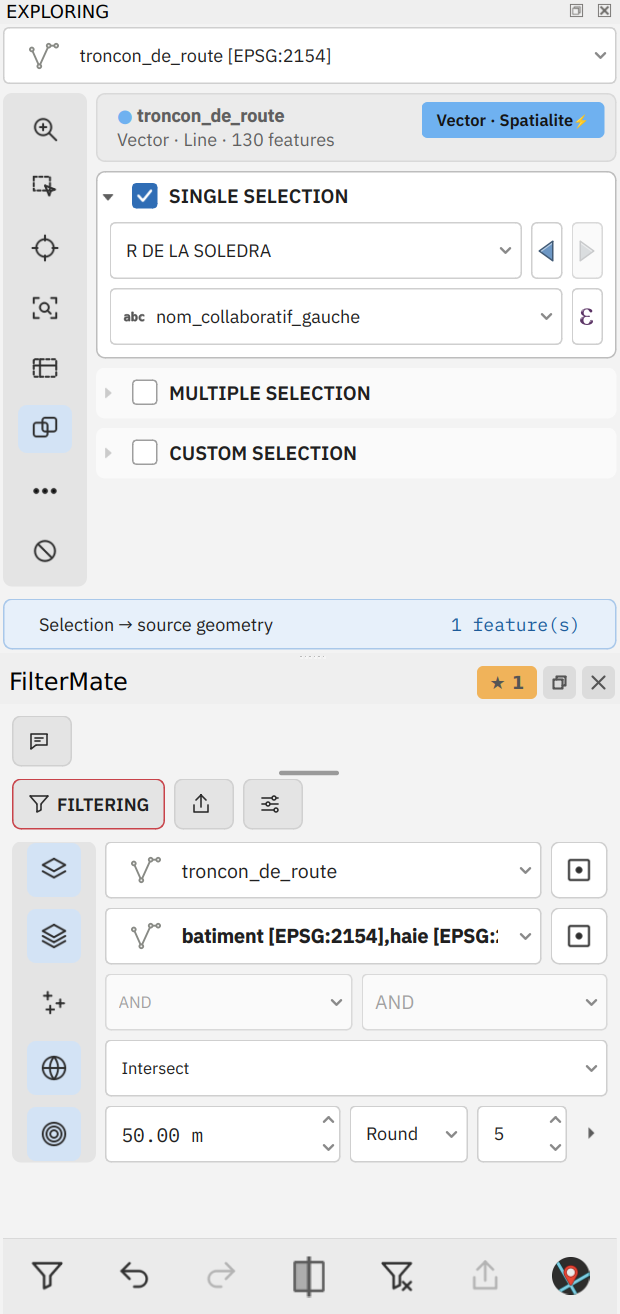 EXPLORING
troncon_de_route [EPSG:2154]
troncon_de_route
Vector · Spatialite⚡
Vector · Line · 130 features
SINGLE SELECTION
R DE LA SOLEDRA
abc nom_collaboratif_gauche ε
MULTIPLE SELECTION
CUSTOM SELECTION
Selection → source geometry 1 feature(s)
FilterMate ★ 1
FILTERING
troncon_de_route
batiment [EPSG:2154],haie [EPSG:
AND AND
Intersect
50.00 m Round 5